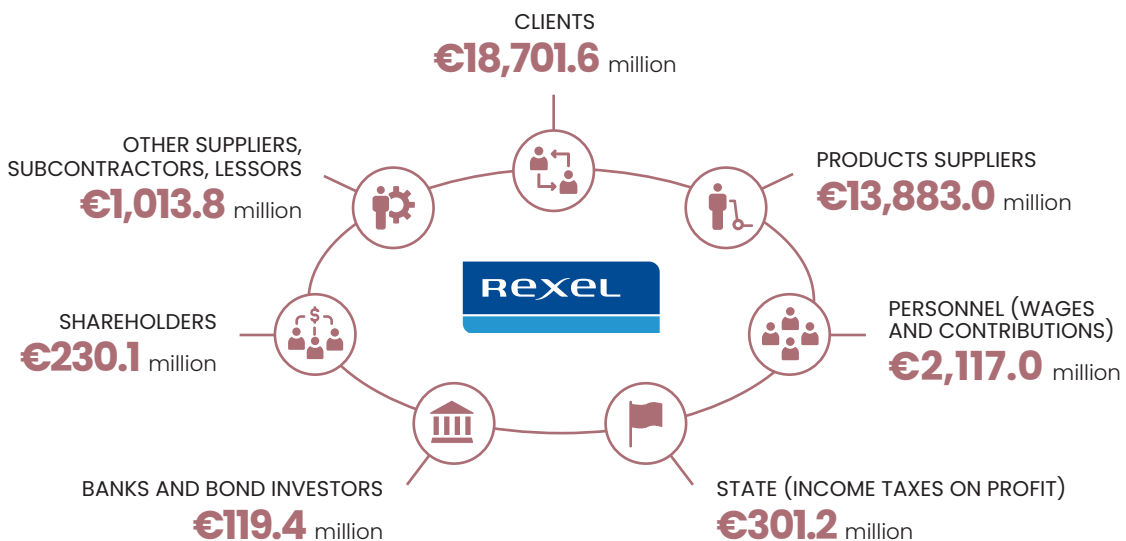 CLIENTS
€18,701.6 million
OTHER SUPPLIERS,
SUBCONTRACTORS, LESSORS
€1,013.8 million
PRODUCTS SUPPLIERS
€13,883.0 million
$
REXEL
SHAREHOLDERS
€230.1 million
PERSONNEL (WAGES
AND CONTRIBUTIONS)
€2,117.0 million
BANKS AND BOND INVESTORS
€119.4 million
STATE (INCOME TAXES ON PROFIT)
€301.2 million